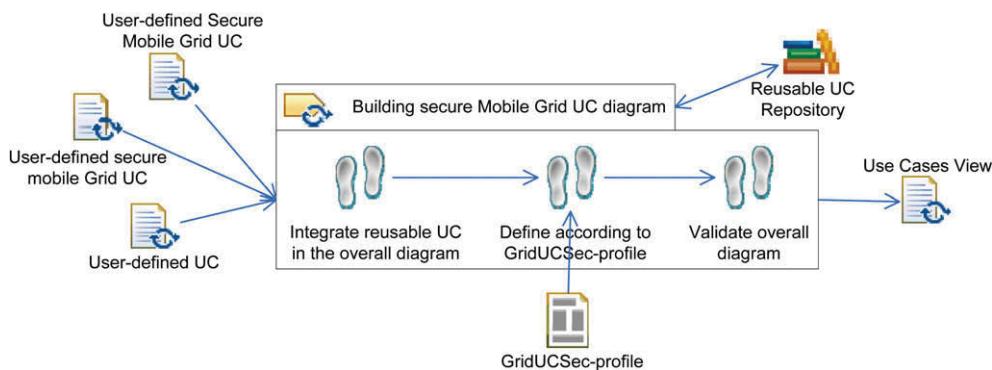 User-defined Secure
Mobile Grid UC
User-defined secure
mobile Grid UC
User-defined UC
Building secure Mobile Grid UC diagram
Reusable UC
Repository
Integrate reusable UC
in the overall diagram
Define according to
GridUCSec-profile
Validate overall
diagram
Use Cases View
GridUCSec-profile